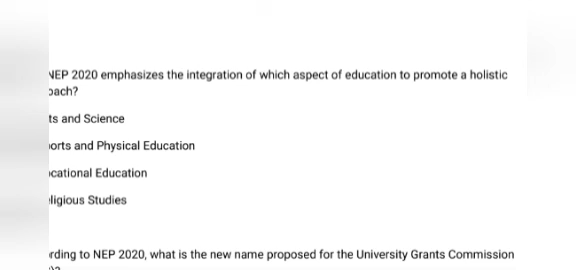 NEP 2020 emphasizes the integration of which aspect of education to promote a holistic
oach?
ts and Science
orts and Physical Education
cational Education
ligious Studies
rding to NEP 2020, what is the new name proposed for the University Grants Commission